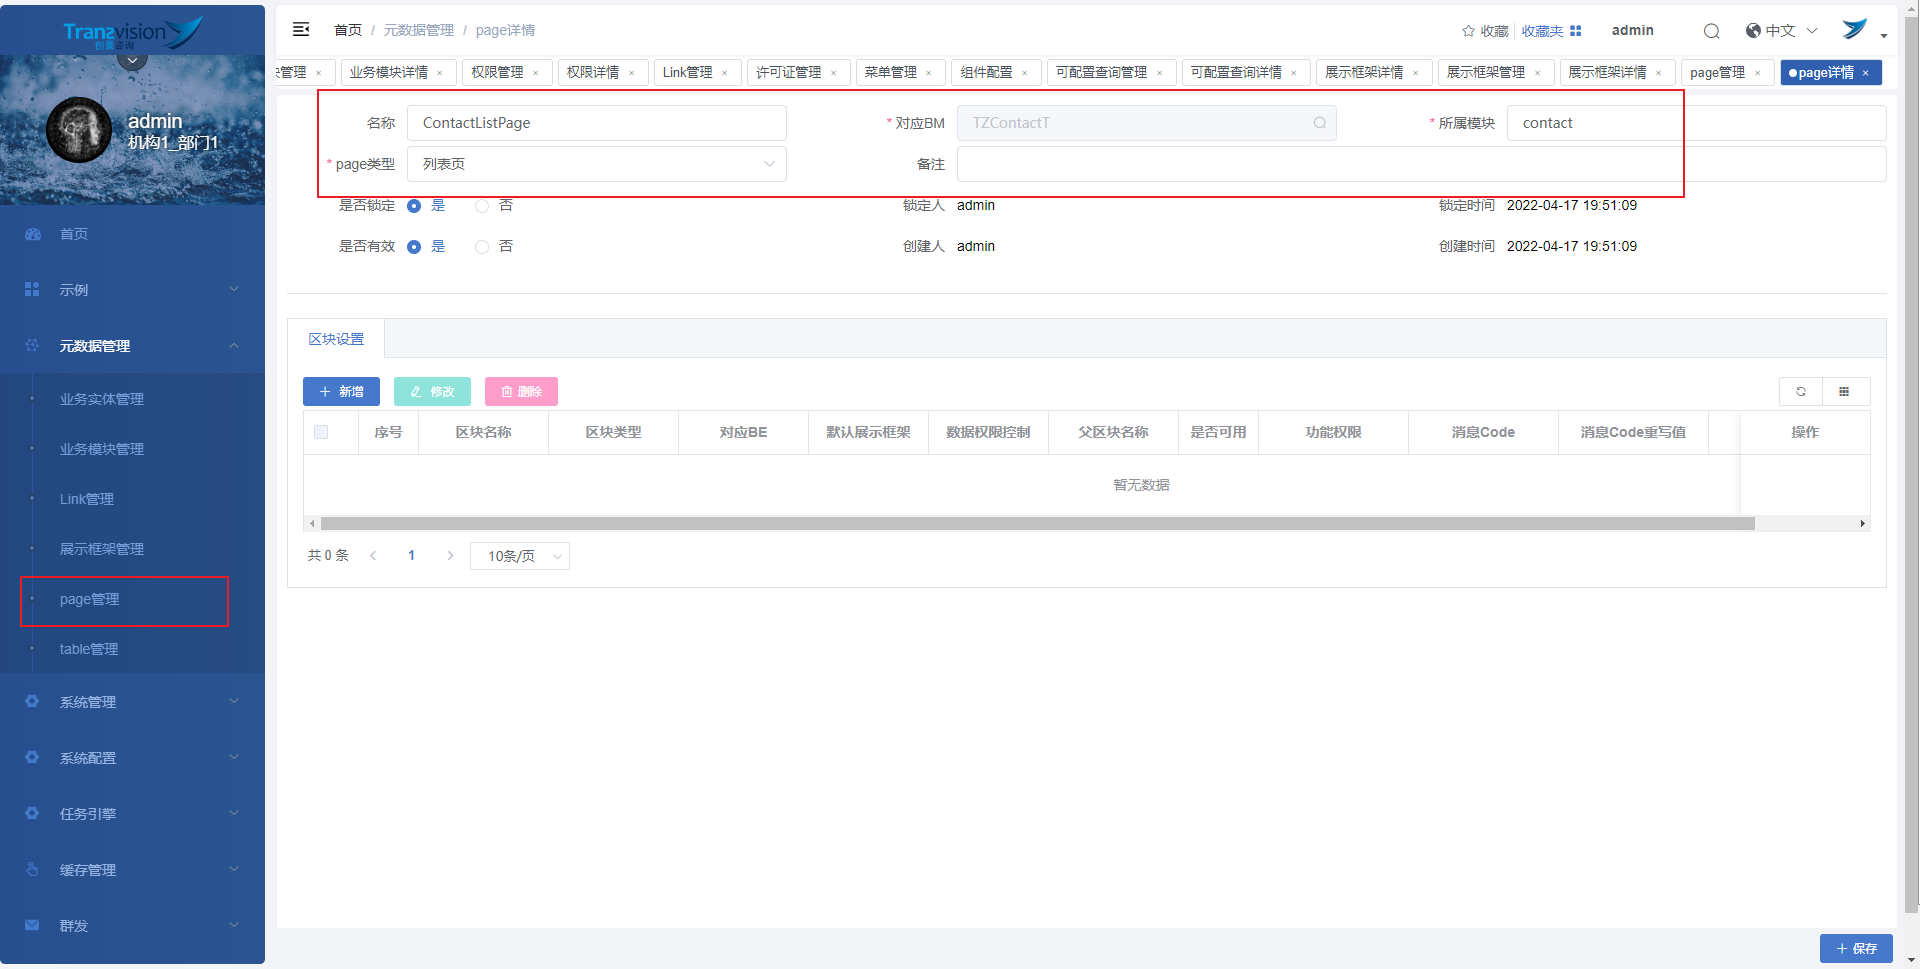 Tranzvision
创景咨询
首页 / 元数据管理 / page详情
收藏 收藏夹 admin 中文
管理 × 业务模块详情 × 权限管理 × 权限详情 × Link管理 × 许可证管理 × 菜单管理 × 组件配置 × 可配置查询管理 × 可配置查询详情 × 展示框架详情 × 展示框架管理 × 展示框架详情 × page管理 × page详情 ×
admin
机构1_部门1
首页
示例
元数据管理
业务实体管理
业务模块管理
Link管理
展示框架管理
page管理
table管理
系统管理
系统配置
任务引擎
缓存管理
群发
名称 ContactListPage * 对应BM TZContactT * 所属模块 contact
* page类型 列表页 备注
是否锁定 是 否 锁定人 admin 锁定时间 2022-04-17 19:51:09
是否有效 是 否 创建人 admin 创建时间 2022-04-17 19:51:09
区块设置
+ 新增 修改 删除
序号 区块名称 区块类型 对应BE 默认展示框架 数据权限控制 父区块名称 是否可用 功能权限 消息Code 消息Code重写值 操作
暂无数据
共 0 条 1 10条/页
+ 保存